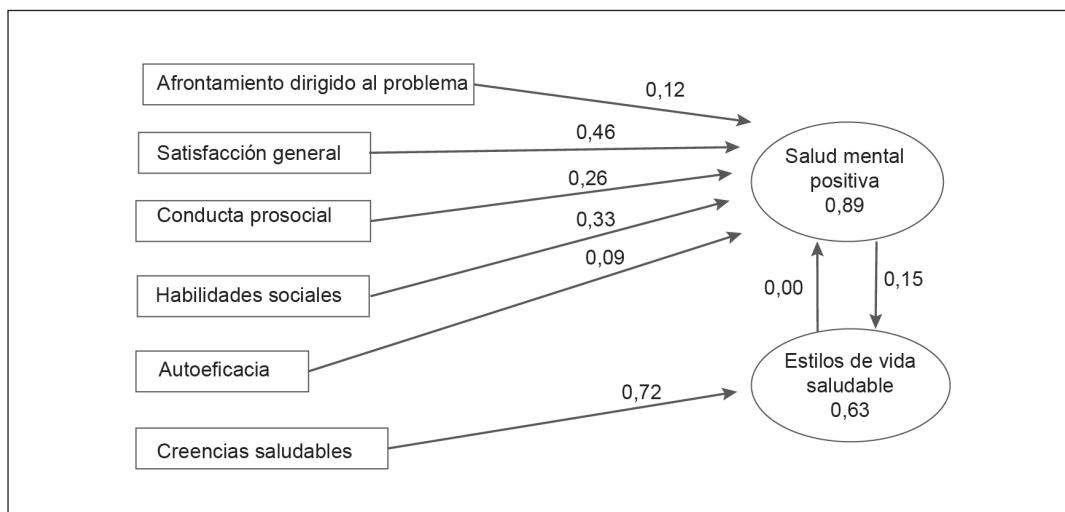 Afrontamiento dirigido al problema
0,12
Satisfacción general
0,46
Conducta prosocial
0,26
Habilidades sociales
0,33
Autoeficacia
0,09
Creencias saludables
0,72
Salud mental
positiva
0,89
0,00
0,15
Estilos de vida
saludable
0,63